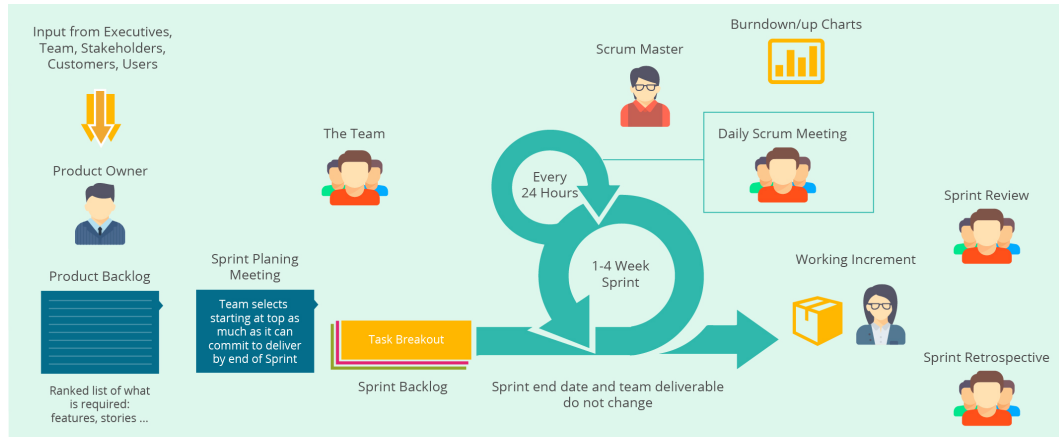 Input from Executives,
Team, Stakeholders,
Customers, Users
Product Owner
Product Backlog
Ranked list of what
is required:
features, stories ...
Sprint Planing
Meeting
Team selects
starting at top as
much as it can
commit to deliver
by end of Sprint
The Team
Task Breakout
Sprint Backlog
Every
24 Hours
1-4 Week
Sprint
Sprint end date and team deliverable
do not change
Scrum Master
Burndown/up Charts
Daily Scrum Meeting
Working Increment
Sprint Review
Sprint Retrospective